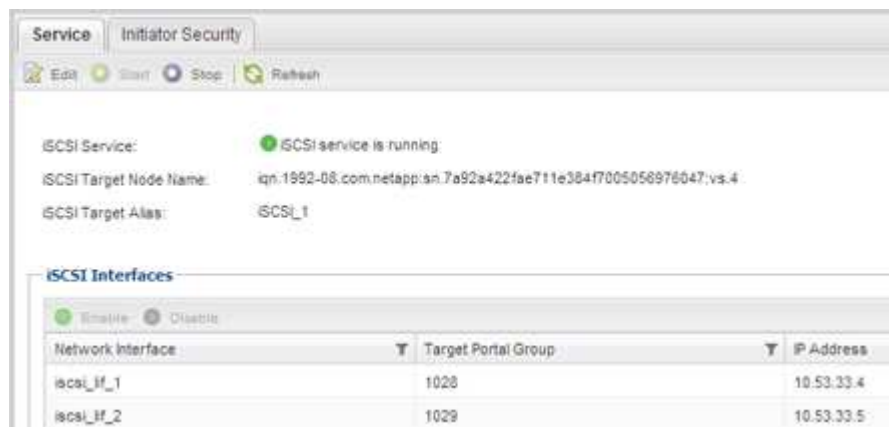 Service Initiator Security
Edit Start Stop Refresh
iSCSI Service: iSCSI service is running
iSCSI Target Node Name: iqn.1992-08.com.netapp:sn.7a92a422fae711e384f7005056976047:vs.4
iSCSI Target Alias: iSCSI_1
iSCSI Interfaces
Enable Disable
Network Interface Target Portal Group IP Address
iscsi_lif_1 1028 10.53.33.4
iscsi_lif_2 1029 10.53.33.5